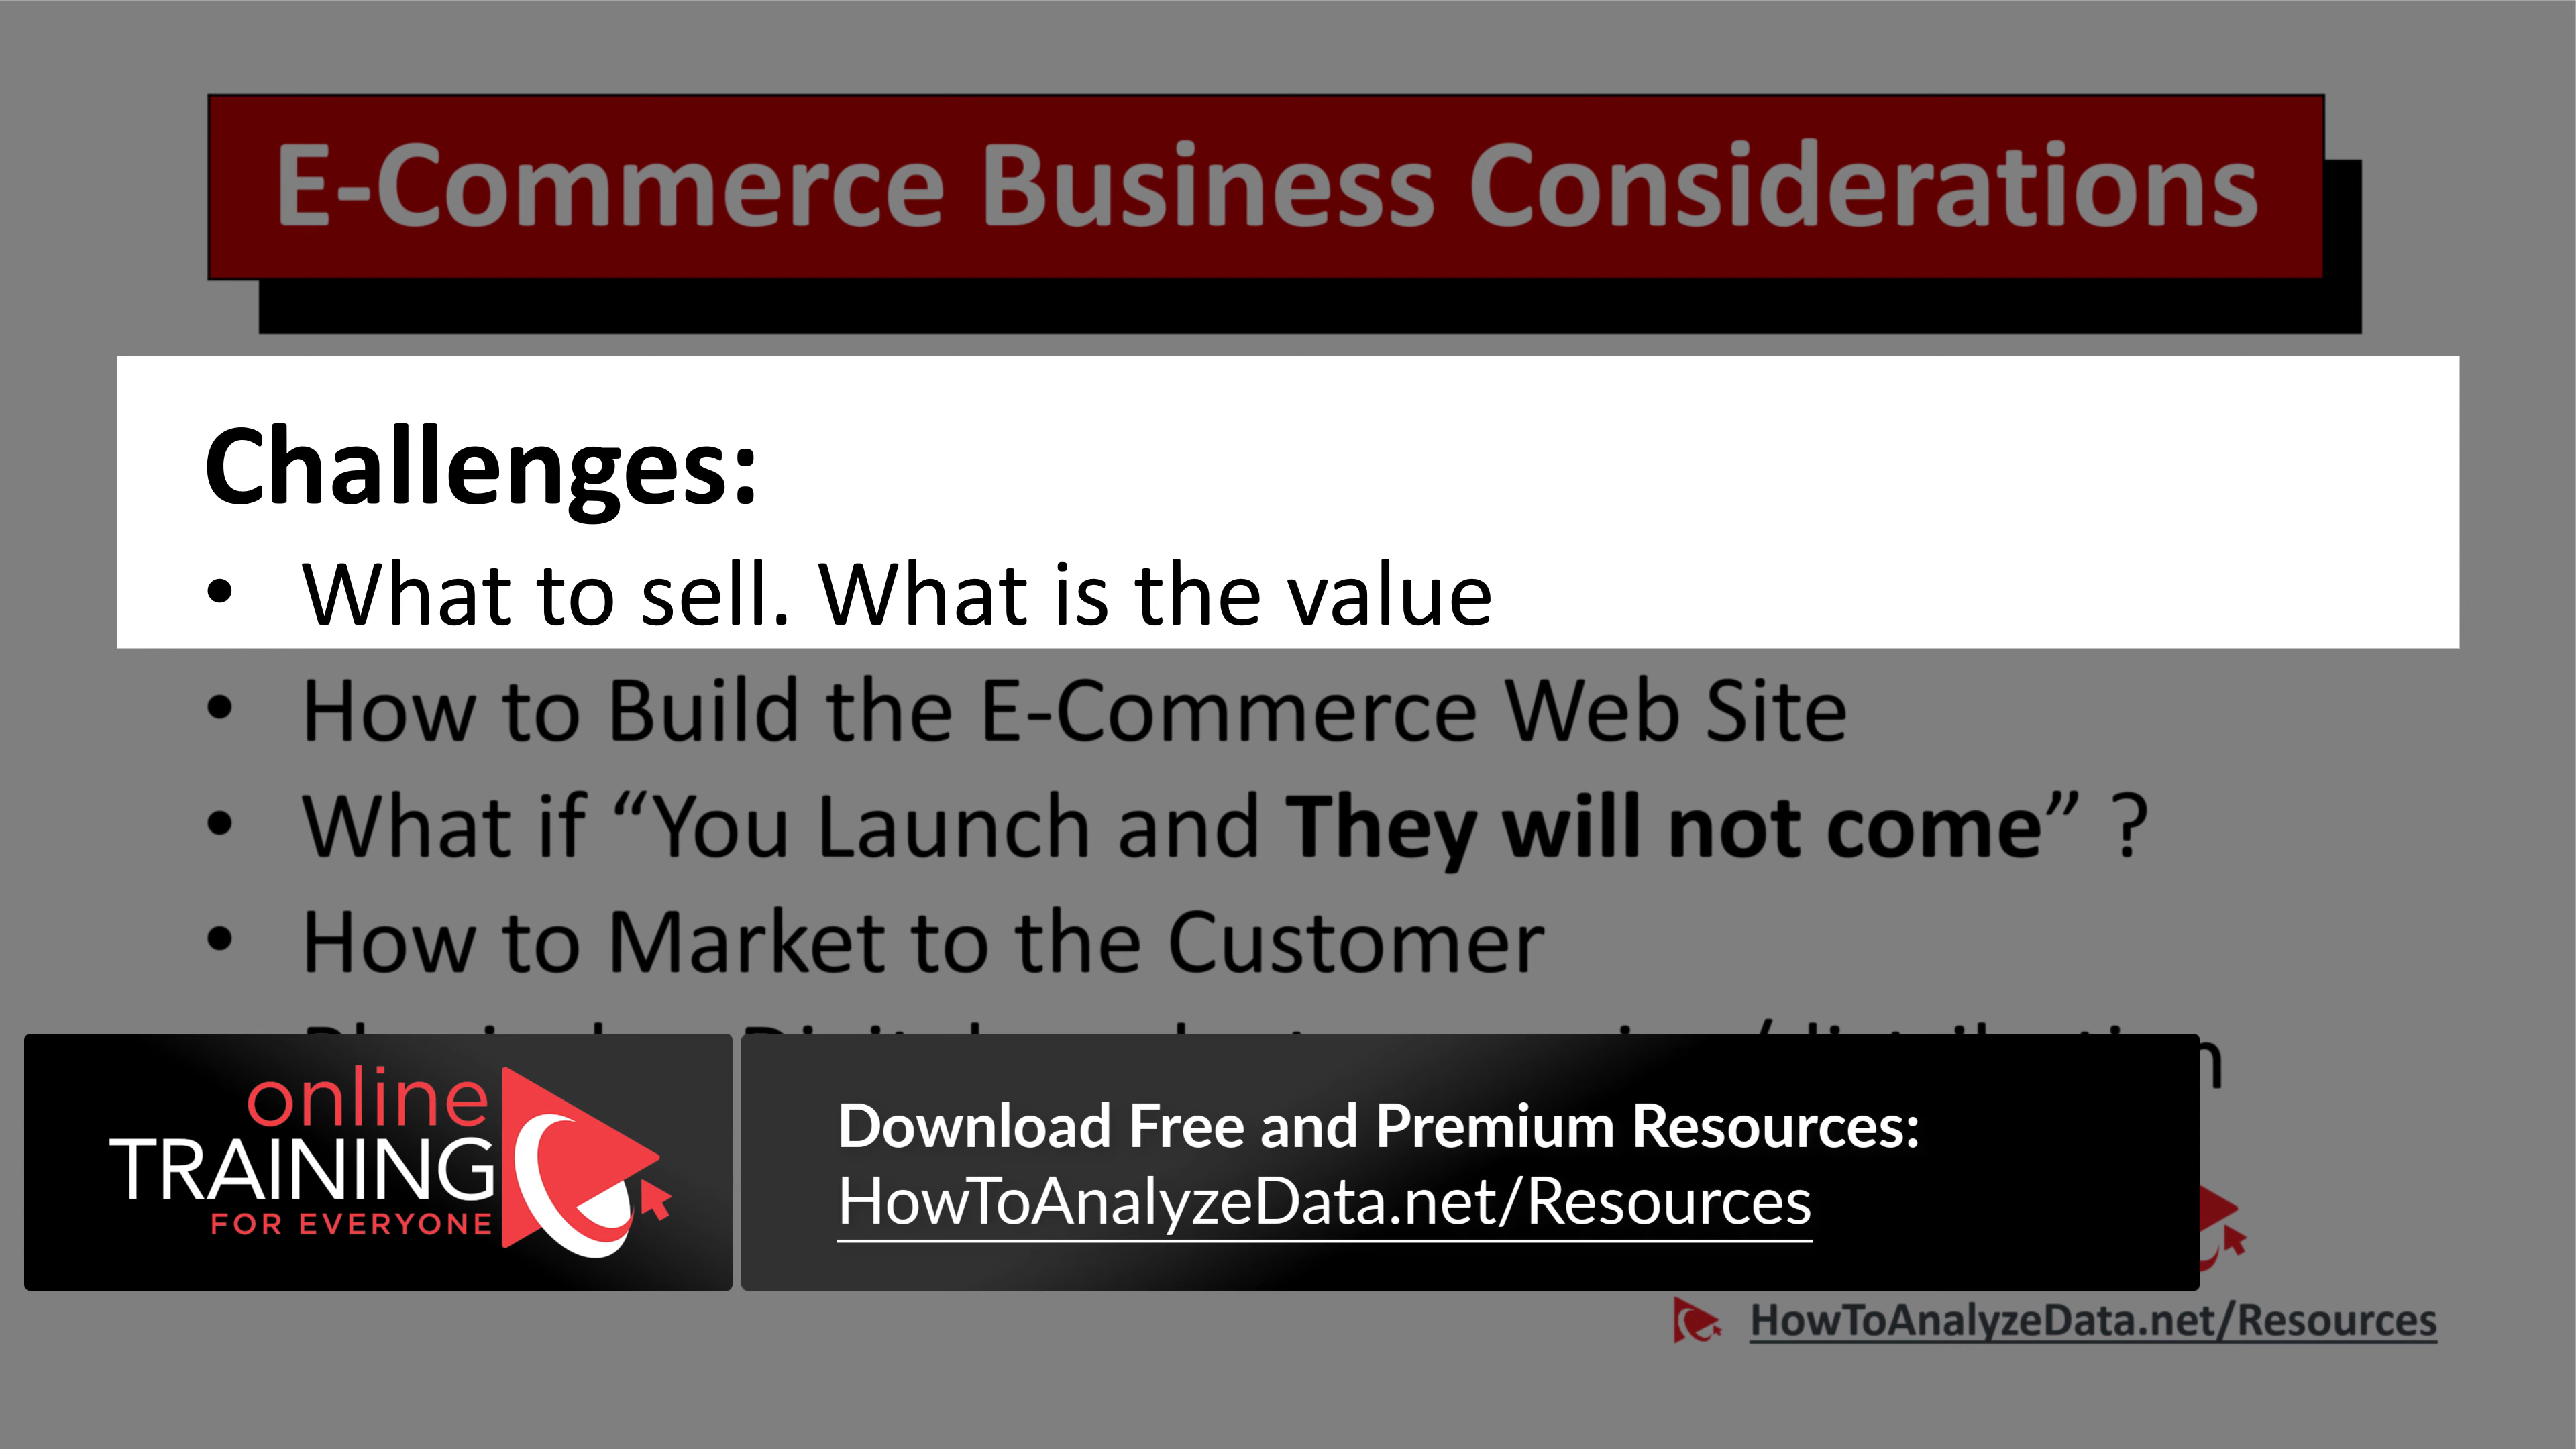 E-Commerce Business Considerations
Challenges:
• What to sell. What is the value
• How to Build the E-Commerce Web Site
• What if “You Launch and They will not come” ?
• How to Market to the Customer
online
TRAINING
FOR EVERYONE
Download Free and Premium Resources:
HowToAnalyzeData.net/Resources
HowToAnalyzeData.net/Resources